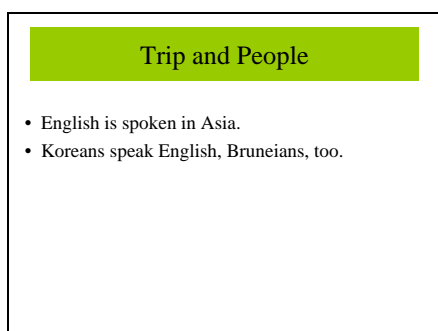 Trip and People
• English is spoken in Asia.
• Koreans speak English, Bruneians, too.